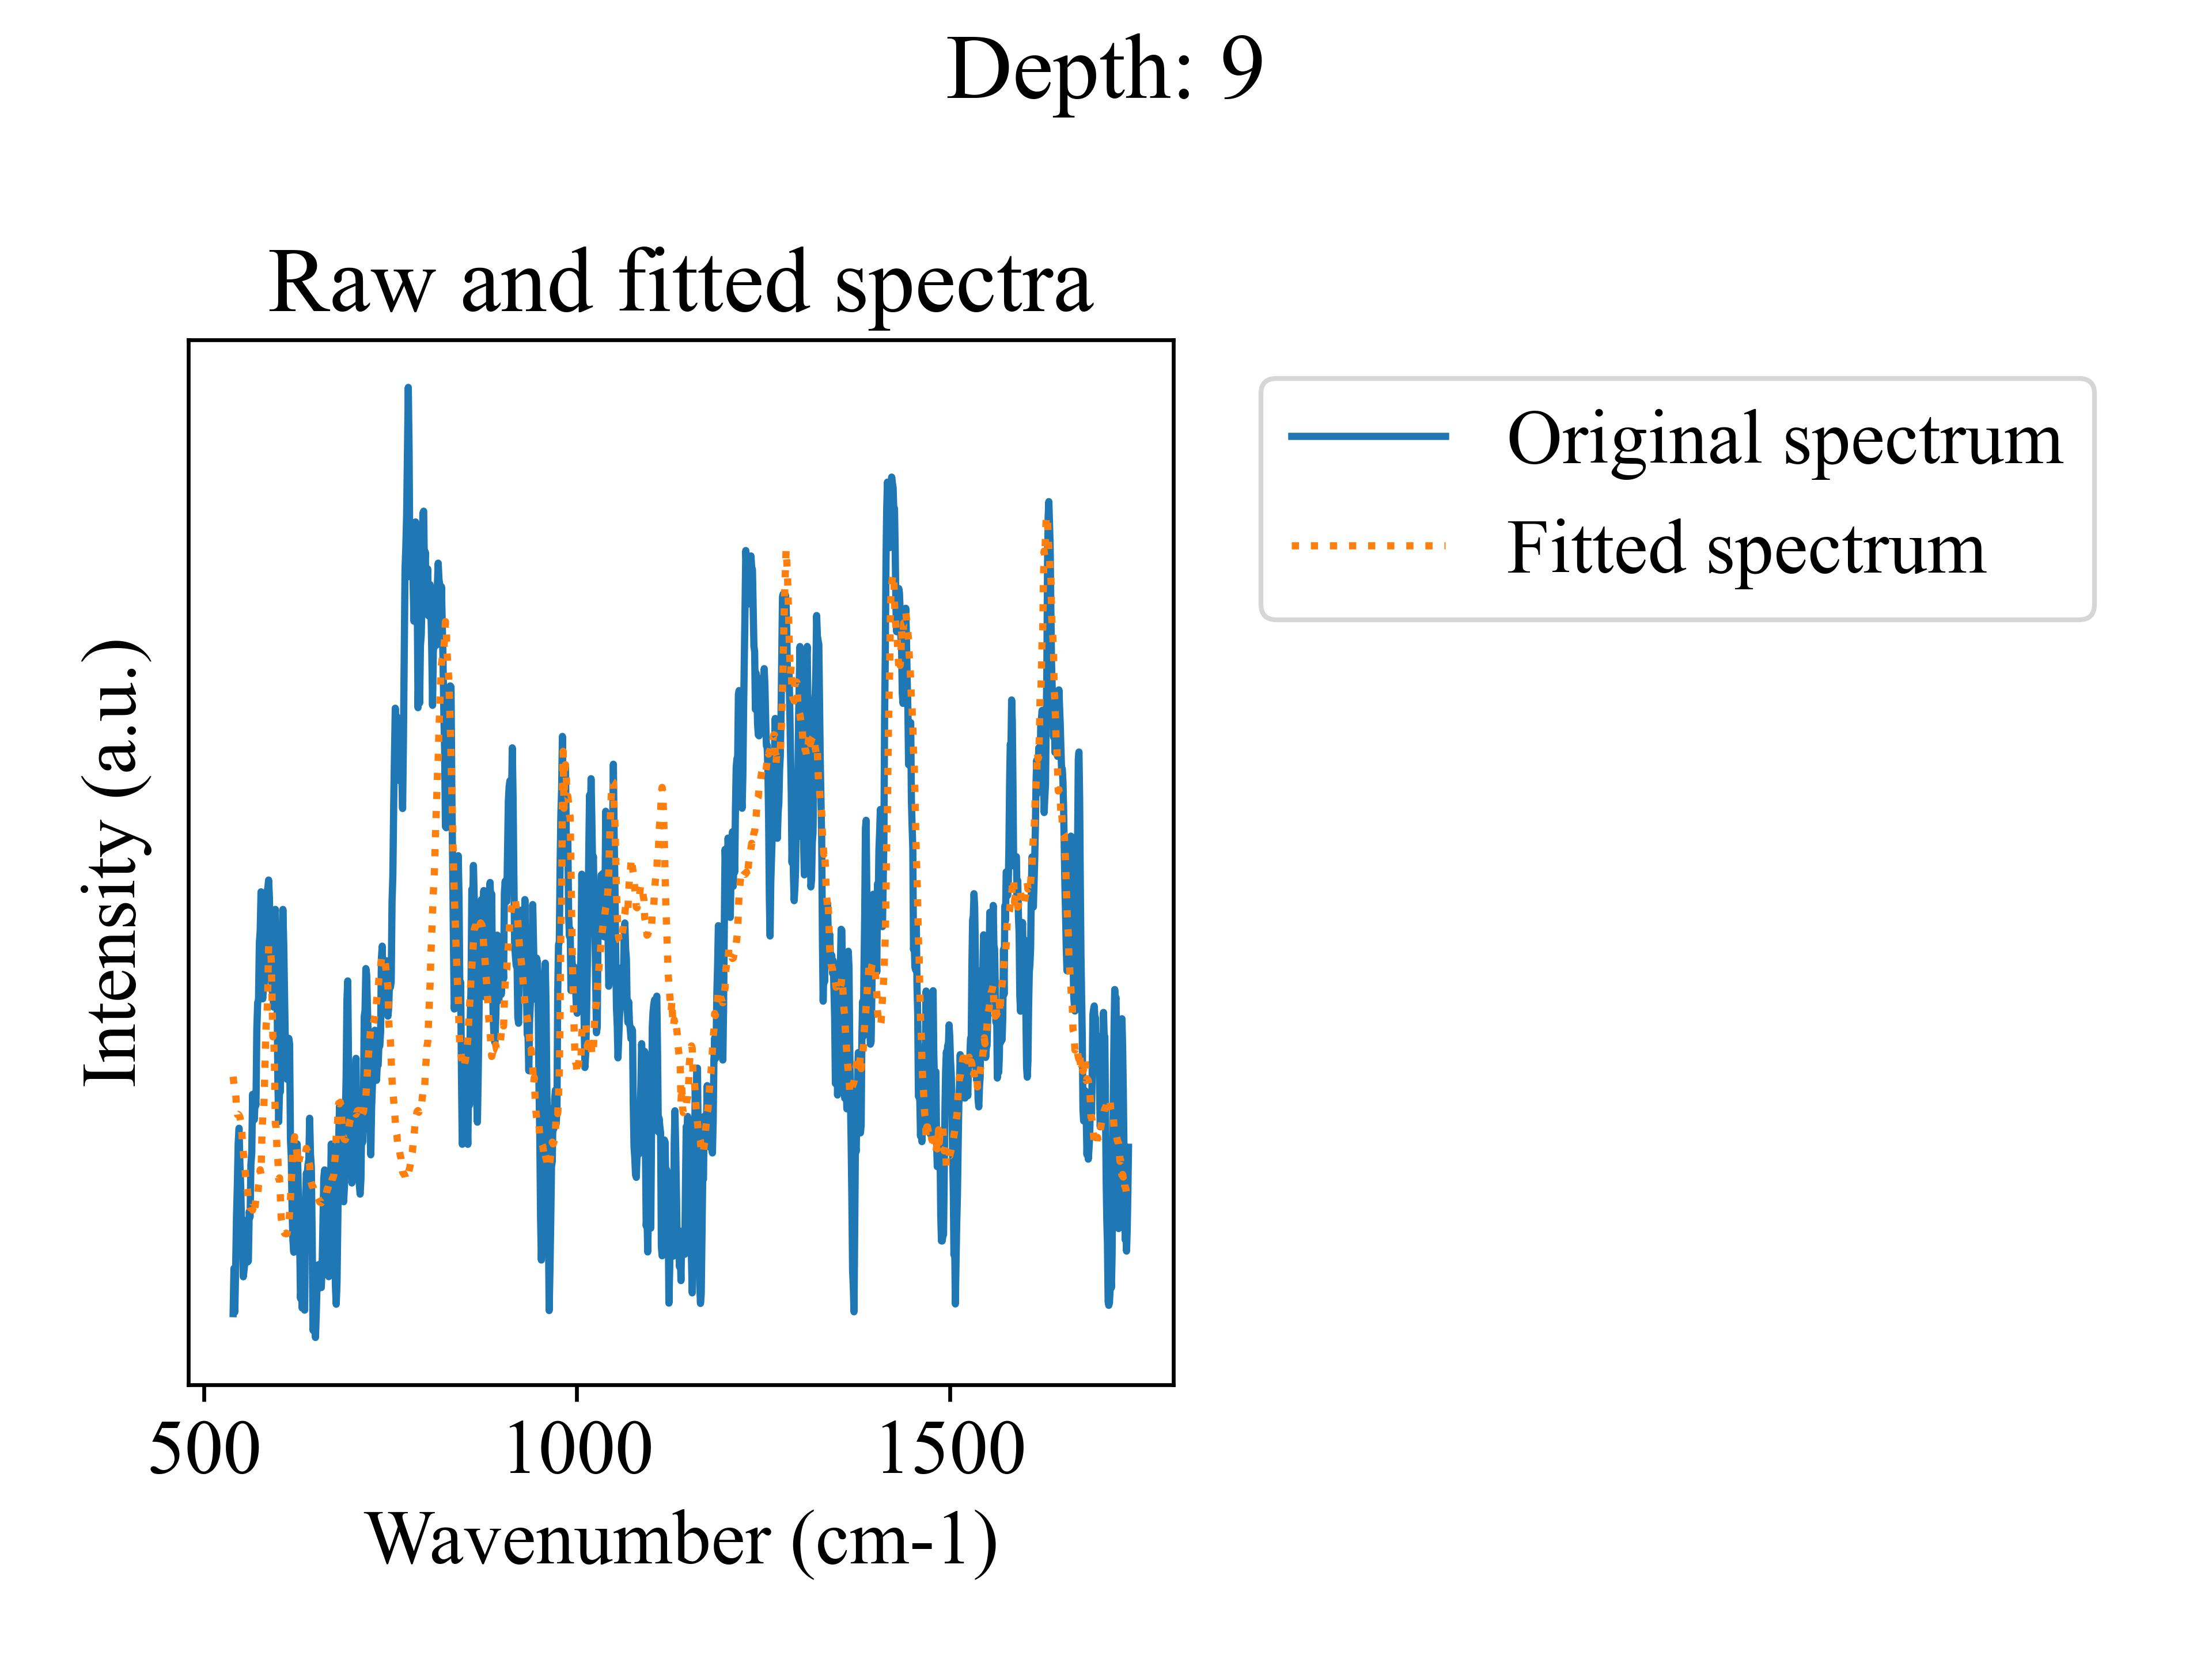 Depth: 9
Raw and fitted spectra
Original spectrum
Fitted spectrum
Intensity (a.u.)
500 1000 1500
Wavenumber (cm-1)